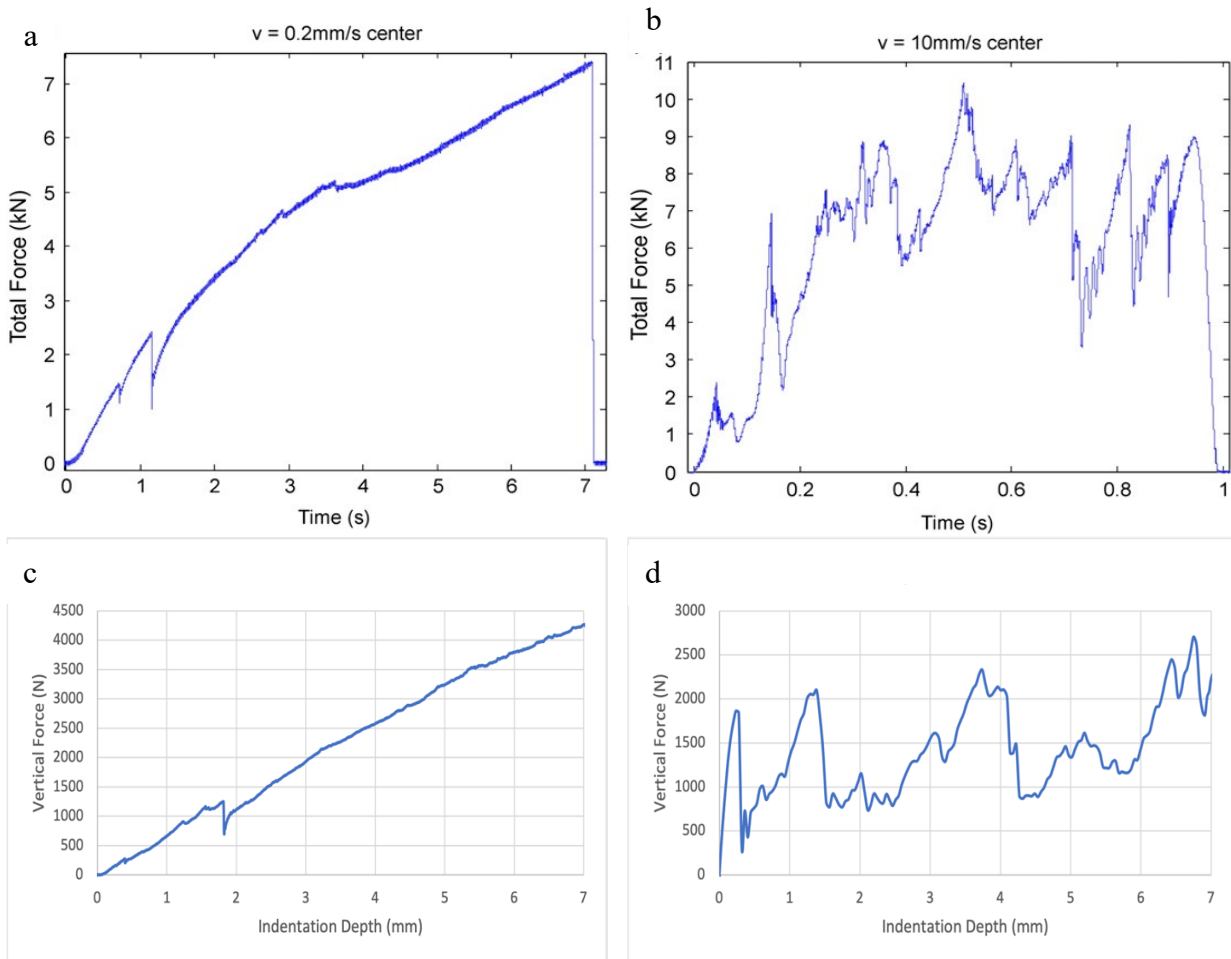 a
v = 0.2mm/s center
7
6
5
4
3
2
1
0
Total Force (kN)
0 1 2 3 4 5 6 7
Time (s)
b
v = 10mm/s center
11
10
9
8
7
6
5
4
3
2
1
0
Total Force (kN)
0 0.2 0.4 0.6 0.8 1
Time (s)
c
4500
4000
3500
3000
2500
2000
1500
1000
500
0
Vertical Force (N)
0 1 2 3 4 5 6 7
Indentation Depth (mm)
d
3000
2500
2000
1500
1000
500
0
Vertical Force (N)
0 1 2 3 4 5 6 7
Indentation Depth (mm)